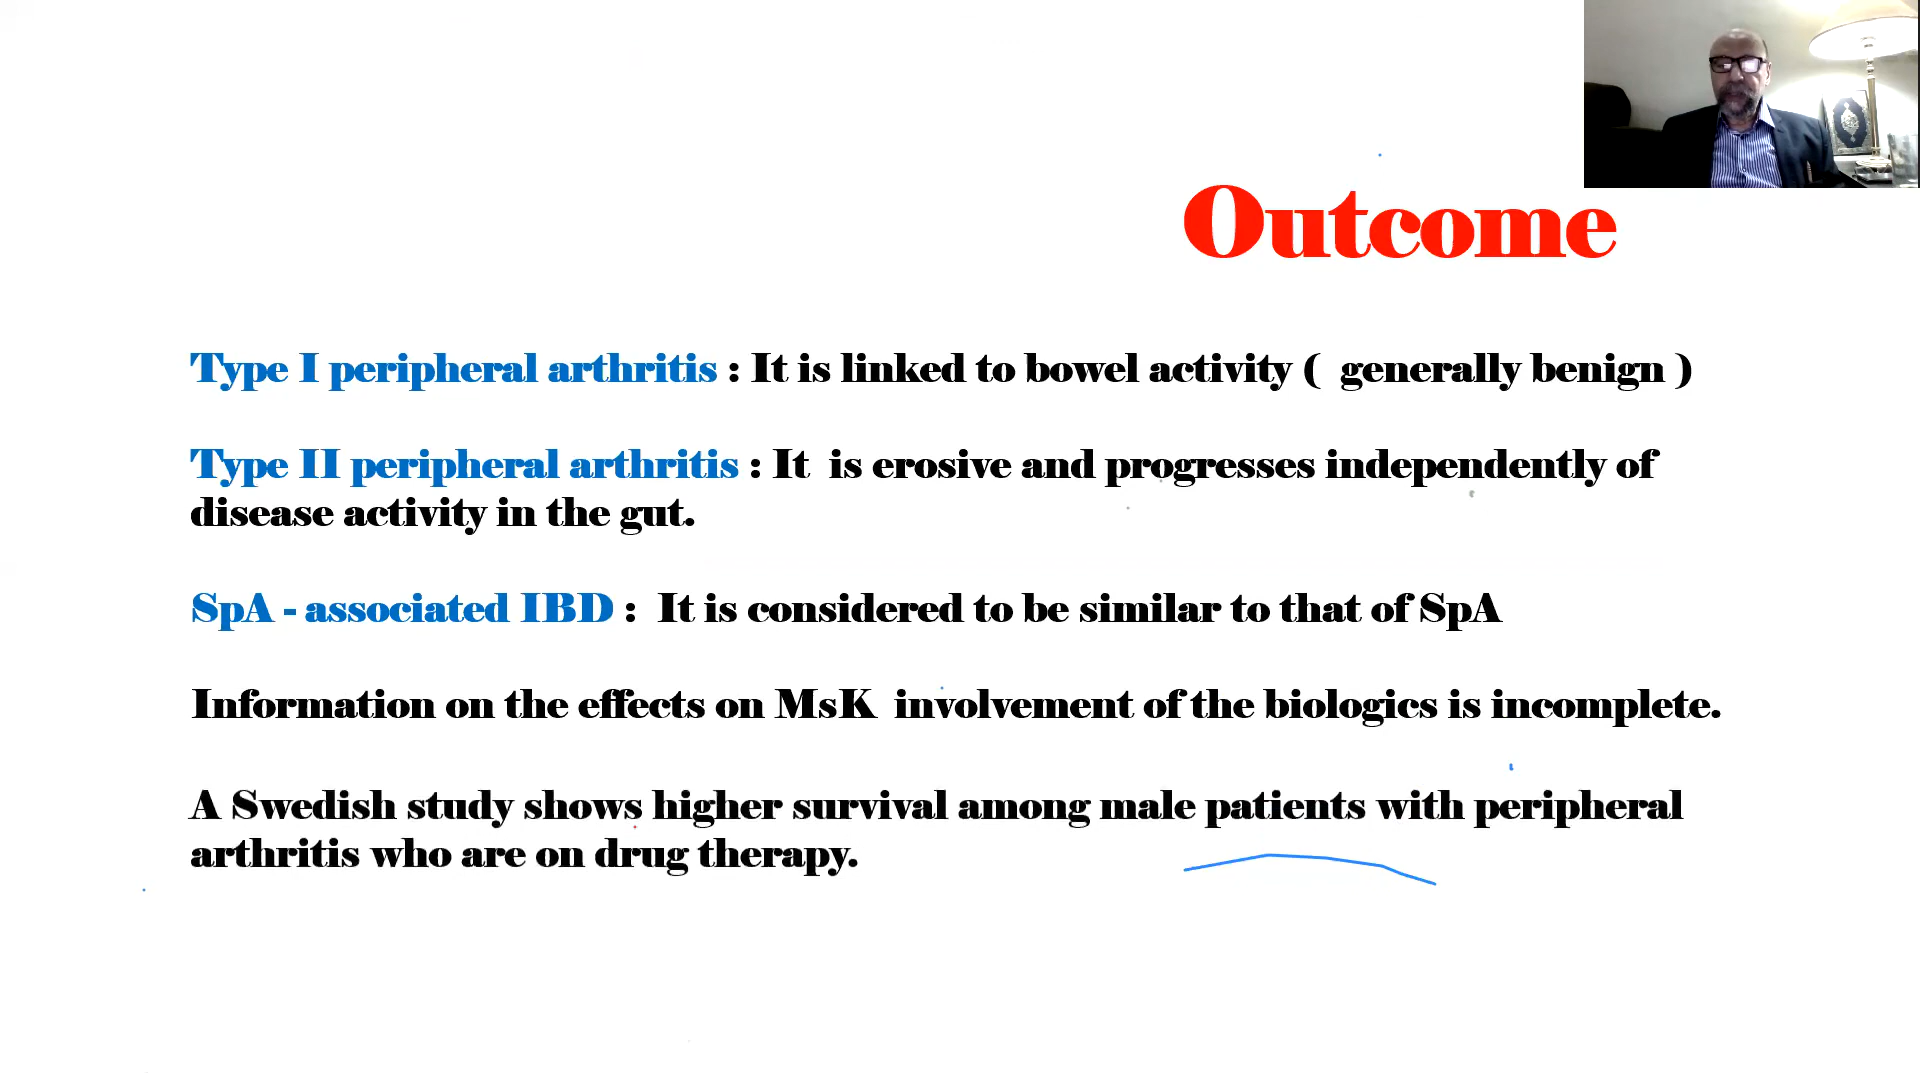 Outcome
Type I peripheral arthritis : It is linked to bowel activity ( generally benign )
Type II peripheral arthritis : It is erosive and progresses independently of
disease activity in the gut.
SpA - associated IBD : It is considered to be similar to that of SpA
Information on the effects on MsK involvement of the biologics is incomplete.
A Swedish study shows higher survival among male patients with peripheral
arthritis who are on drug therapy.